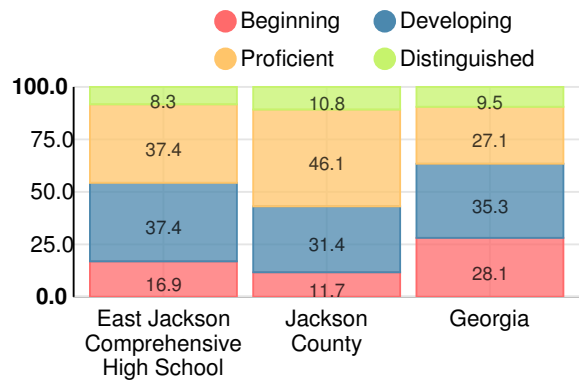 Beginning
Developing
Proficient
Distinguished
100.0
75.0
50.0
25.0
0.0
8.3
37.4
37.4
16.9
10.8
46.1
31.4
11.7
9.5
27.1
35.3
28.1
East Jackson
Comprehensive
High School
Jackson
County
Georgia